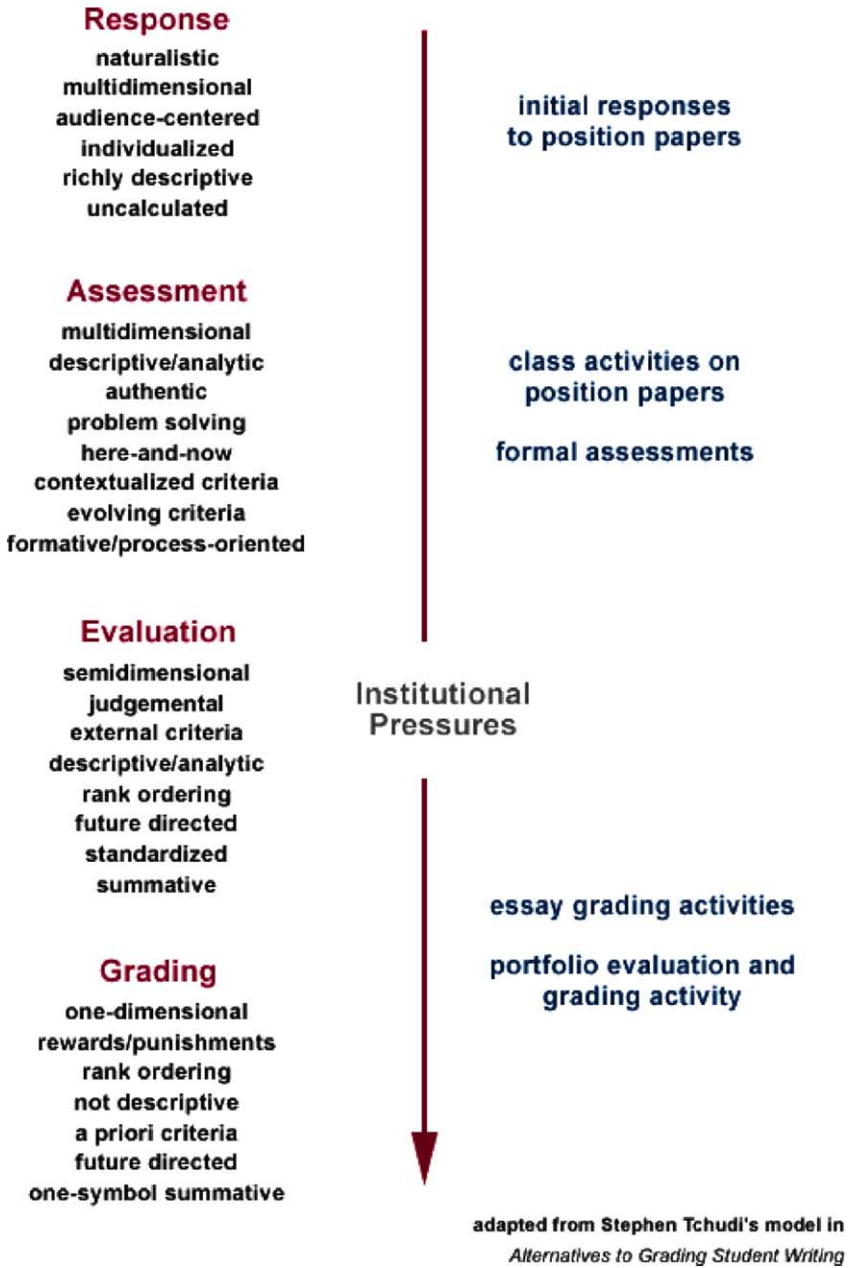 Response
naturalistic
multidimensional
audience-centered
individualized
richly descriptive
uncalculated
initial responses
to position papers
Assessment
multidimensional
descriptive/analytic
authentic
problem solving
here-and-now
contextualized criteria
evolving criteria
formative/process-oriented
class activities on
position papers
formal assessments
Evaluation
semidimensional
judgemental
external criteria
descriptive/analytic
rank ordering
future directed
standardized
summative
Institutional
Pressures
Grading
one-dimensional
rewards/punishments
rank ordering
not descriptive
a priori criteria
future directed
one-symbol summative
essay grading activities
portfolio evaluation and
grading activity
adapted from Stephen Tchudi's model in
Alternatives to Grading Student Writing